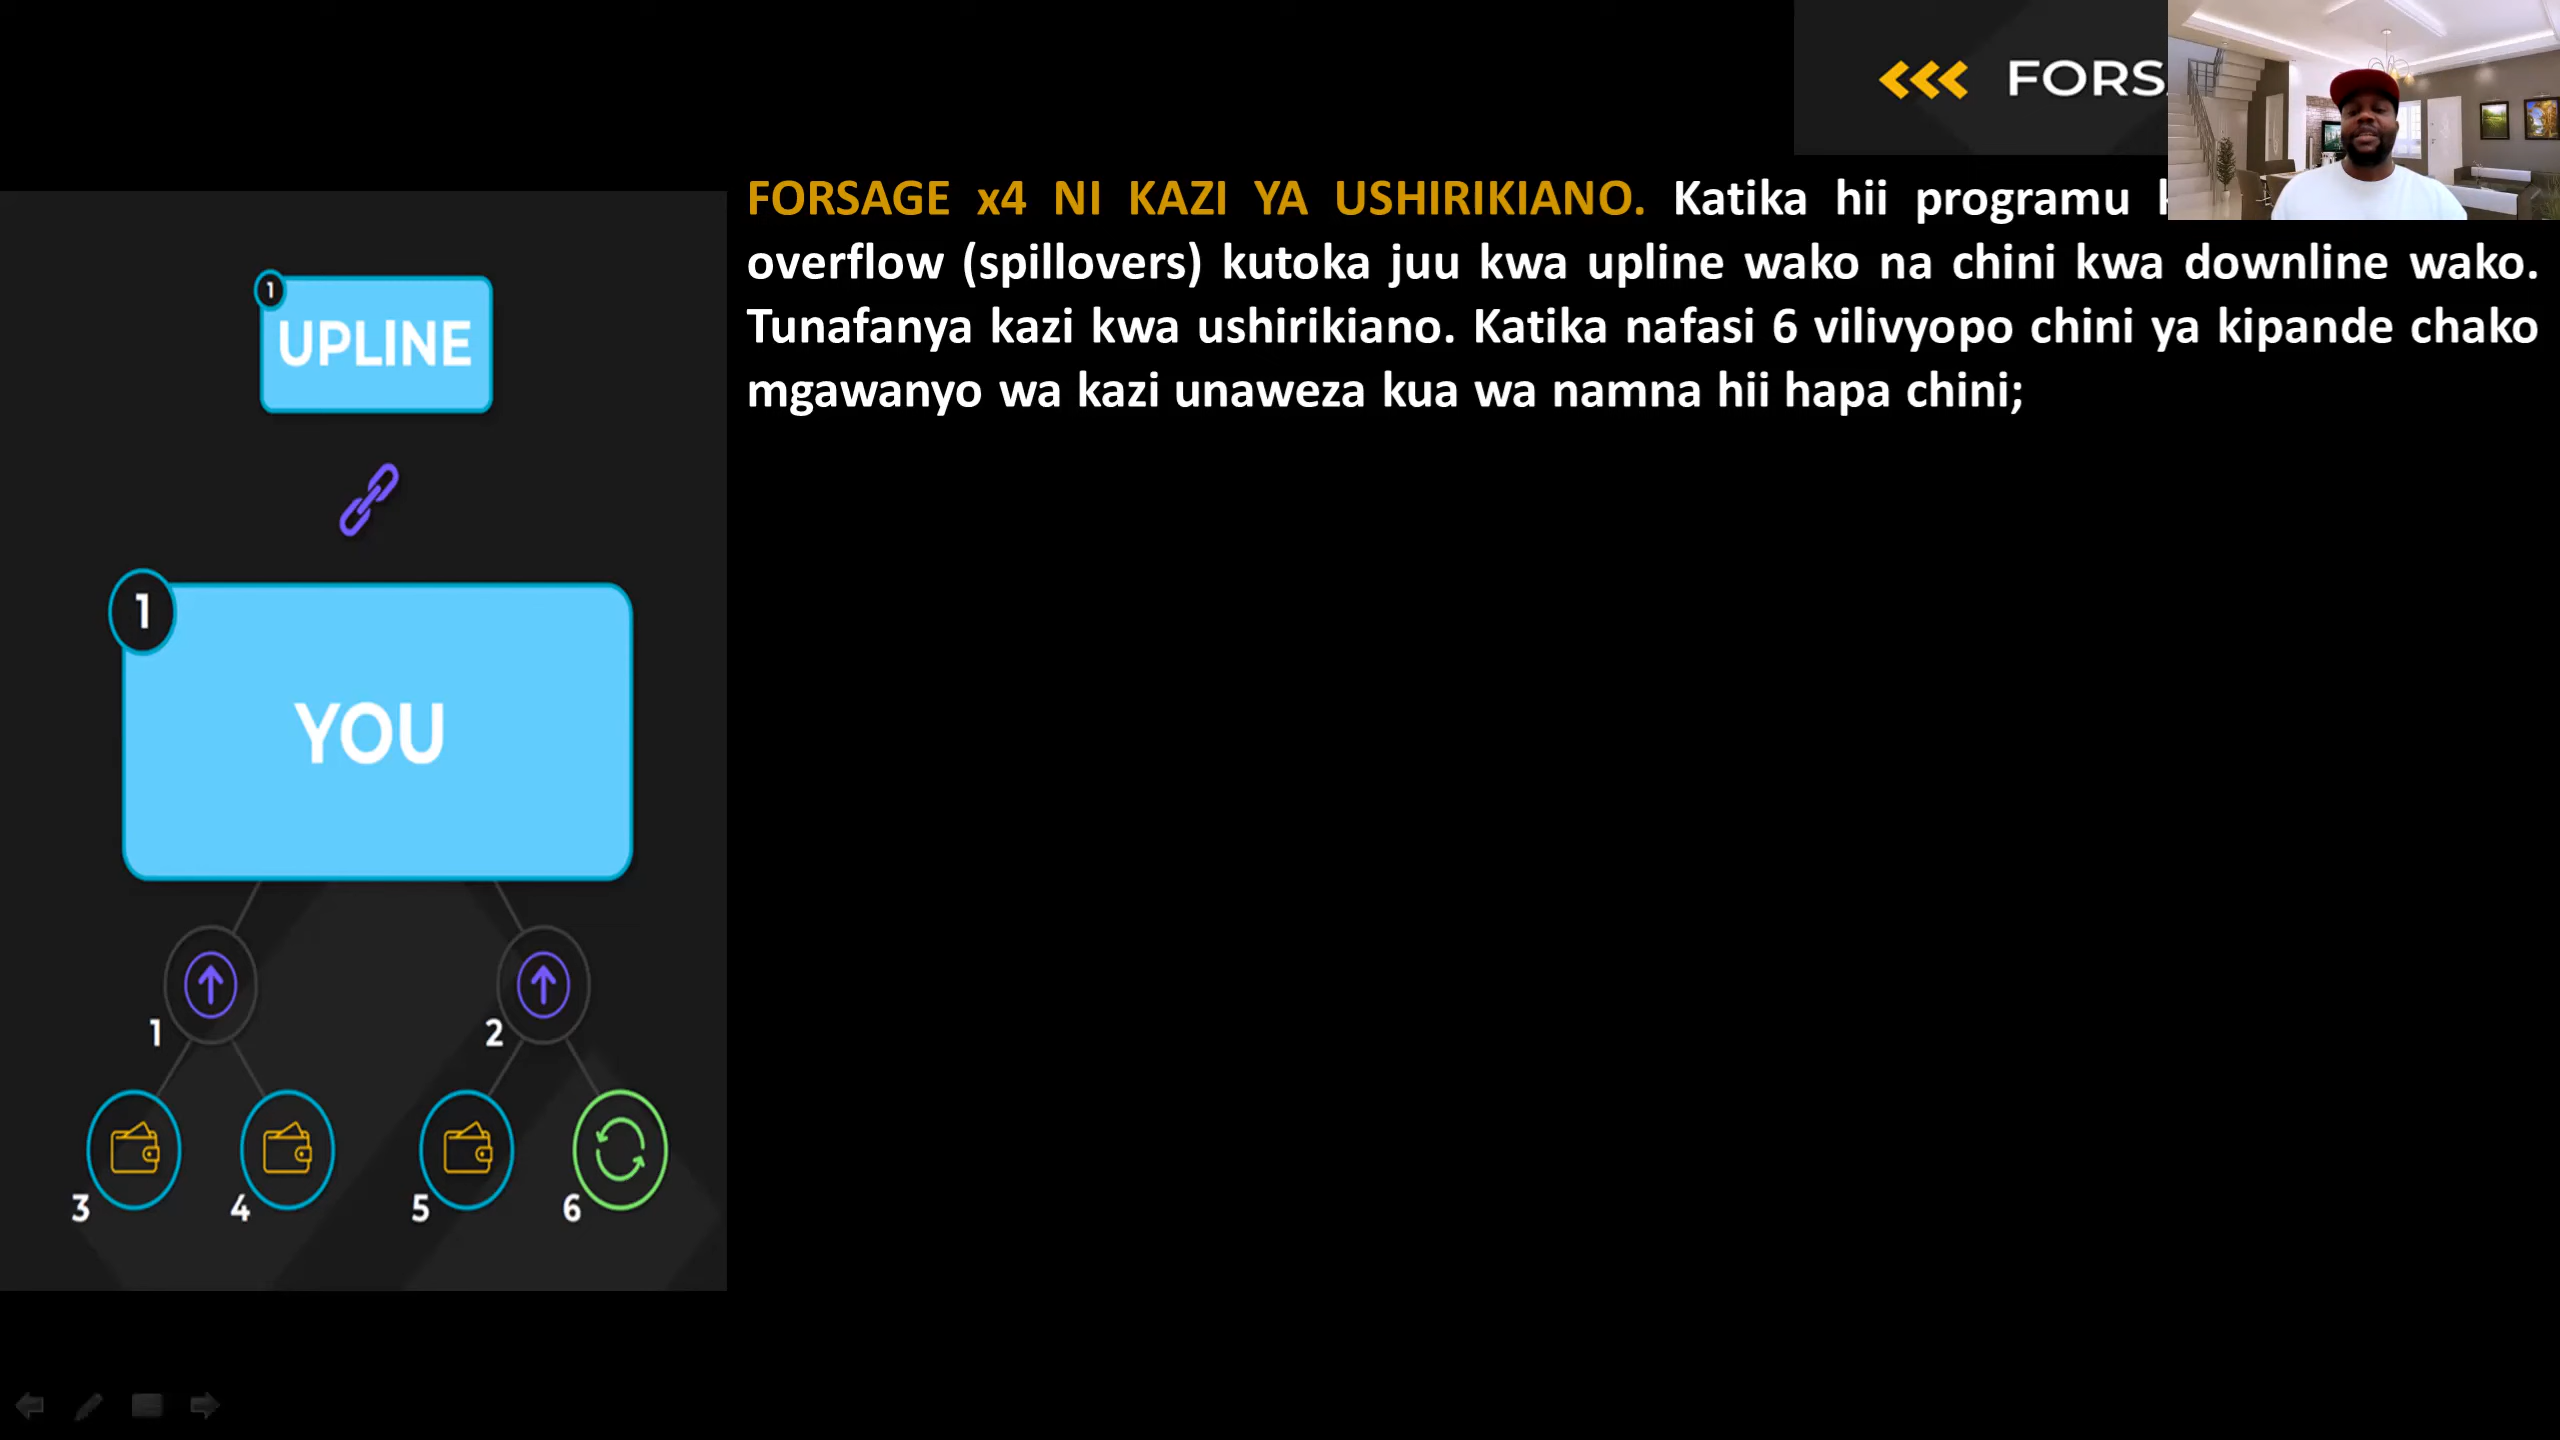 <<< FORS
FORSAGE x4 NI KAZI YA USHIRIKIANO. Katika hii programu
overflow (spillovers) kutoka juu kwa upline wako na chini kwa downline wako.
Tunafanya kazi kwa ushirikiano. Katika nafasi 6 vilivyopo chini ya kipande chako
mgawanyo wa kazi unaweza kua wa namna hii hapa chini;
1
UPLINE
1
YOU
1
2
3
4
5
6